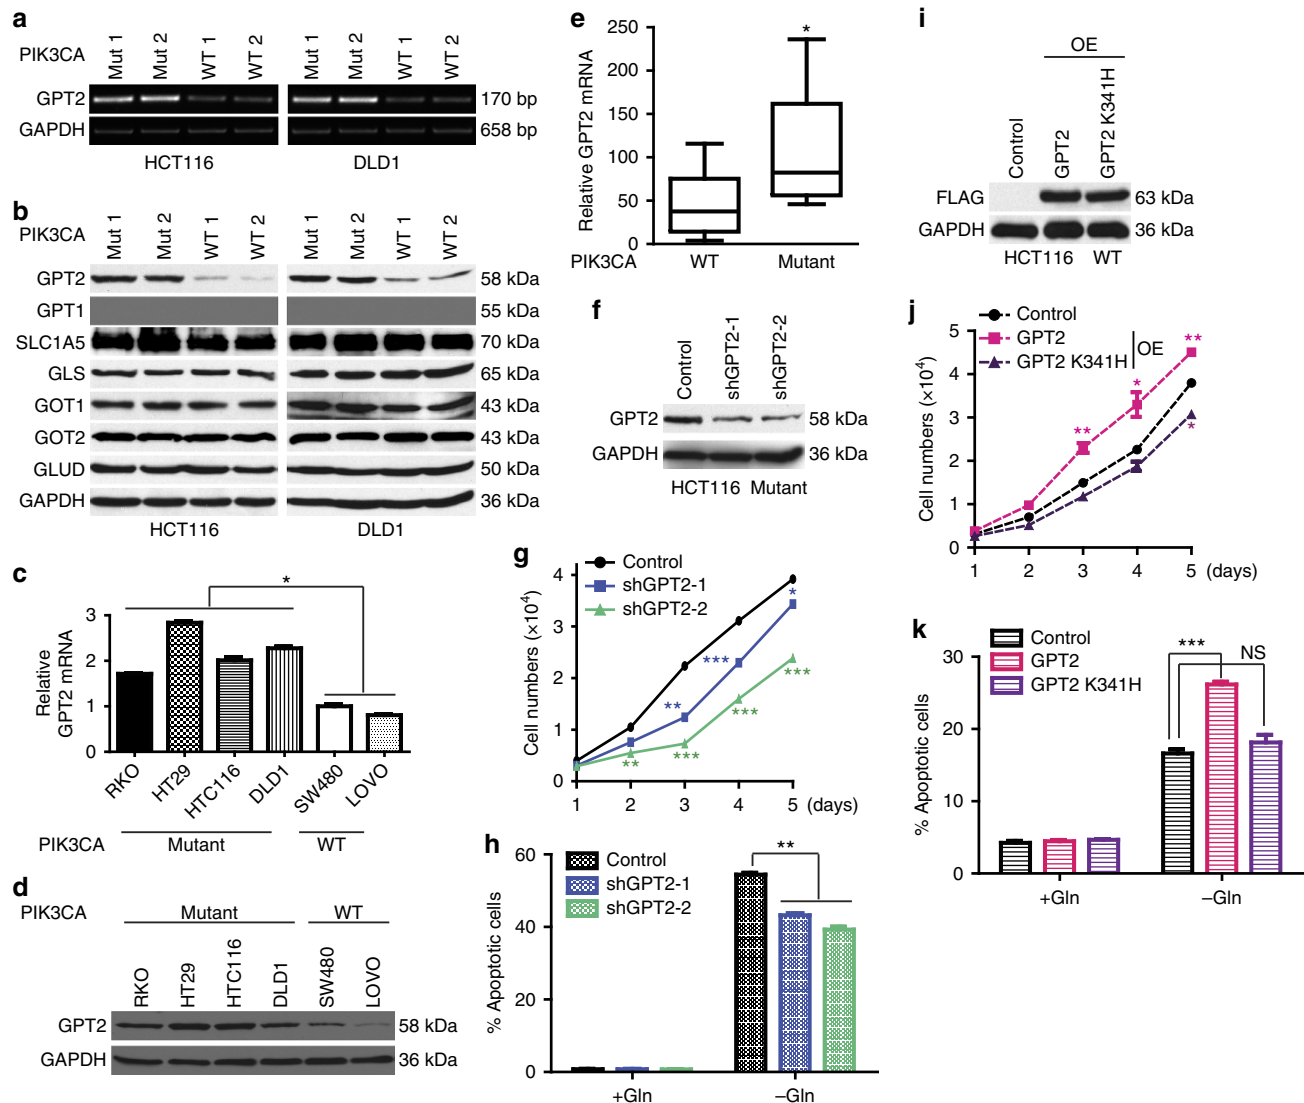 a
PIK3CA
Mut 1
Mut 2
WT 1
WT 2
Mut 1
Mut 2
WT 1
WT 2
GPT2
170 bp
GAPDH
658 bp
HCT116
DLD1
b
PIK3CA
Mut 1
Mut 2
WT 1
WT 2
Mut 1
Mut 2
WT 1
WT 2
GPT2
58 kDa
GPT1
55 kDa
SLC1A5
70 kDa
GLS
65 kDa
GOT1
43 kDa
GOT2
43 kDa
GLUD
50 kDa
GAPDH
36 kDa
HCT116
DLD1
c
*
Relative
GPT2 mRNA
3
2
1
0
RKO
HT29
HTC116
DLD1
SW480
LOVO
PIK3CA
Mutant
WT
d
PIK3CA
Mutant
WT
RKO
HT29
HTC116
DLD1
SW480
LOVO
GPT2
58 kDa
GAPDH
36 kDa
e
Relative GPT2 mRNA
250
200
150
100
50
0
*
PIK3CA
WT
Mutant
f
Control
shGPT2-1
shGPT2-2
GPT2
58 kDa
GAPDH
36 kDa
HCT116 Mutant
g
Control
shGPT2-1
shGPT2-2
Cell numbers (×10⁴)
4
3
2
1
0
**
**
***
***
***
*
***
1
2
3
4
5
(days)
h
Control
shGPT2-1
shGPT2-2
**
% Apoptotic cells
60
40
20
0
+Gln
–Gln
i
OE
Control
GPT2
GPT2 K341H
FLAG
63 kDa
GAPDH
36 kDa
HCT116 WT
j
Control
GPT2
GPT2 K341H
OE
Cell numbers (×10⁴)
5
4
3
2
1
0
**
*
**
*
1
2
3
4
5
(days)
k
Control
GPT2
GPT2 K341H
***
NS
% Apoptotic cells
30
20
10
0
+Gln
–Gln